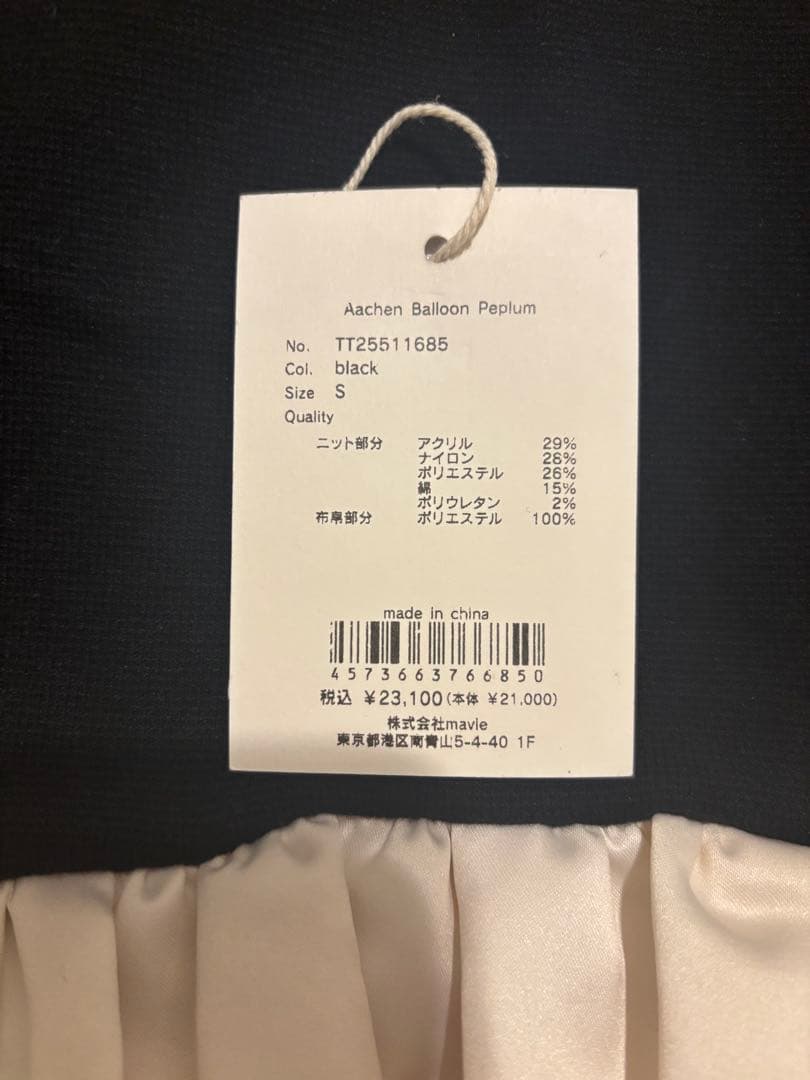 Aachen Balloon Peplum
No. TT25511685
Col. black
Size S
Quality
ニット部分 アクリル 29%
ナイロン 28%
ポリエステル 26%
綿 15%
ポリウレタン 2%
布帛部分 ポリエステル 100%
made in china
4573663766850
税込 ¥23,100(本体 ¥21,000)
株式会社mavie
東京都港区南青山5-4-40 1F